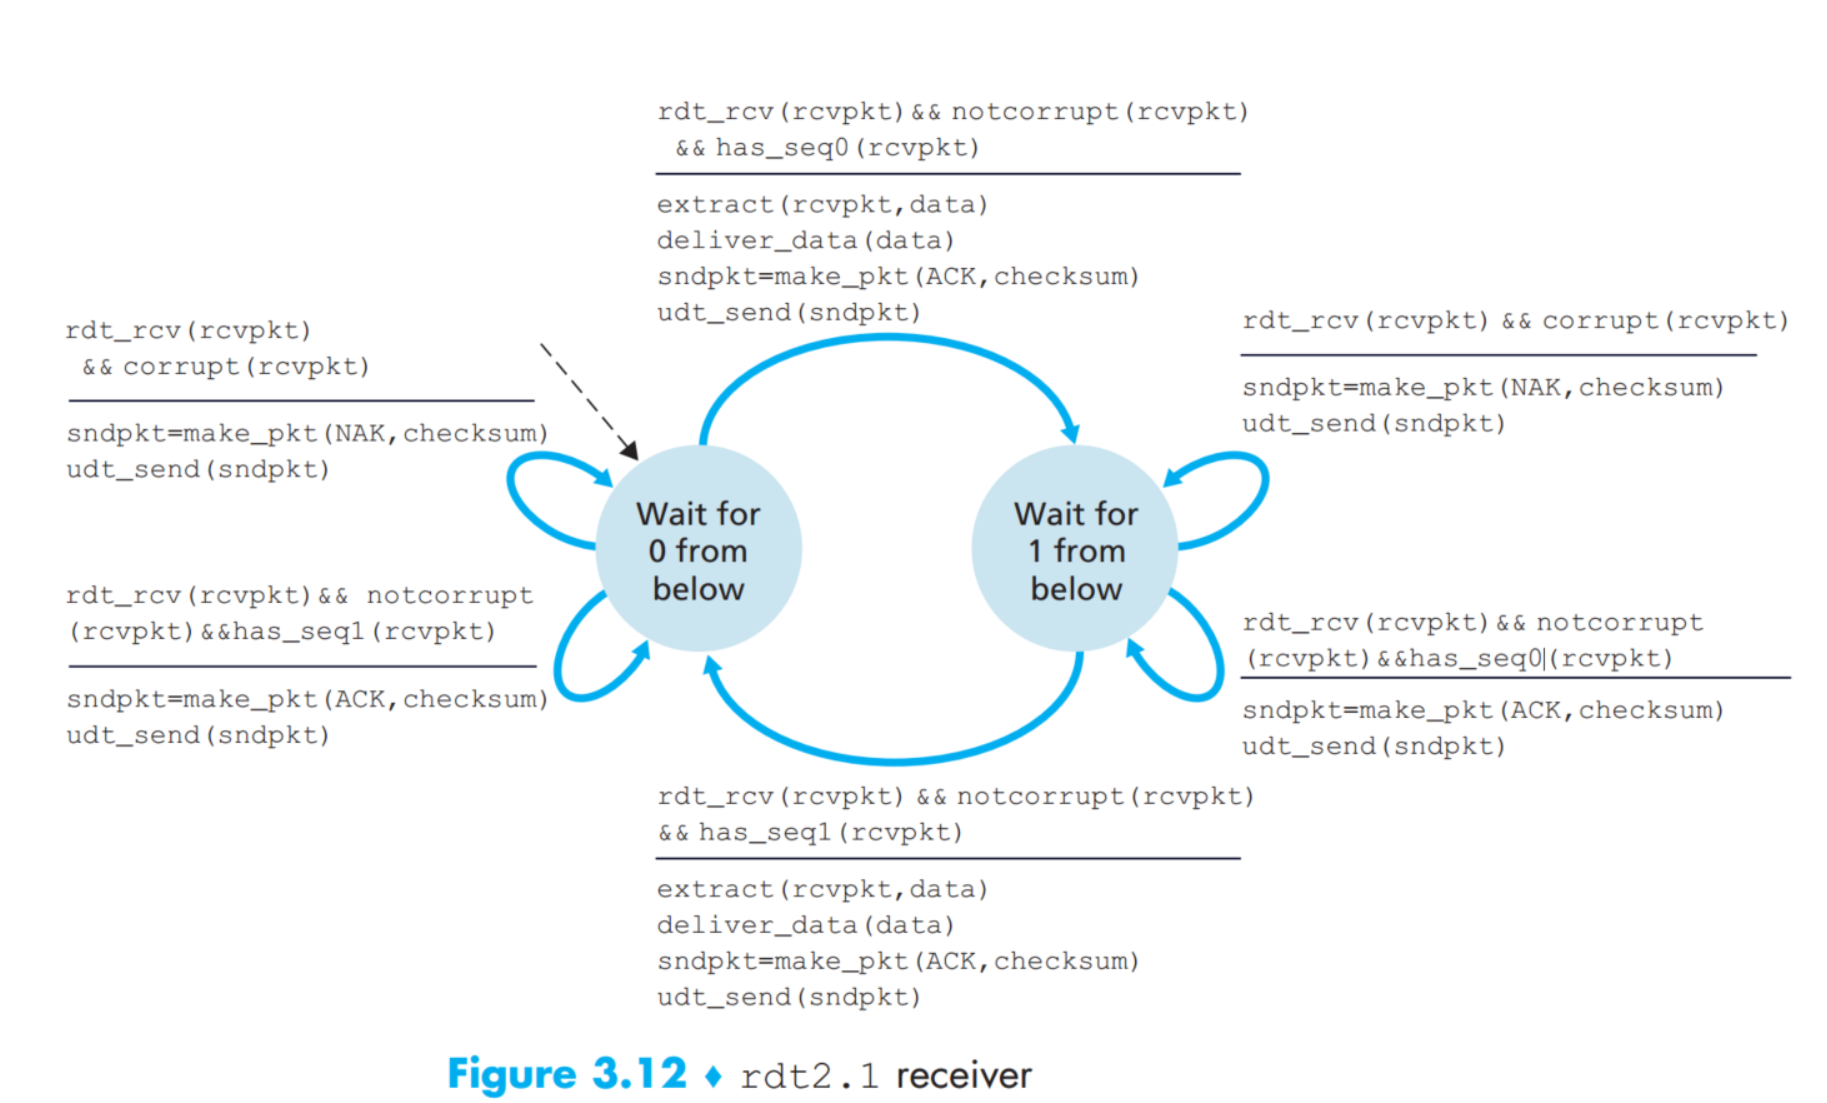 rdt_rcv(rcvpkt)&& notcorrupt(rcvpkt)
&& has_seq0(rcvpkt)
extract(rcvpkt,data)
deliver_data(data)
sndpkt=make_pkt(ACK,checksum)
udt_send(sndpkt)
rdt_rcv(rcvpkt)
&& corrupt(rcvpkt)
sndpkt=make_pkt(NAK,checksum)
udt_send(sndpkt)
rdt_rcv(rcvpkt) && corrupt(rcvpkt)
sndpkt=make_pkt(NAK,checksum)
udt_send(sndpkt)
Wait for
0 from
below
Wait for
1 from
below
rdt_rcv(rcvpkt)&& notcorrupt
(rcvpkt)&&has_seq1(rcvpkt)
sndpkt=make_pkt(ACK,checksum)
udt_send(sndpkt)
rdt_rcv(rcvpkt)&& notcorrupt
(rcvpkt)&&has_seq0|(rcvpkt)
sndpkt=make_pkt(ACK,checksum)
udt_send(sndpkt)
rdt_rcv(rcvpkt) && notcorrupt(rcvpkt)
&& has_seq1(rcvpkt)
extract(rcvpkt,data)
deliver_data(data)
sndpkt=make_pkt(ACK,checksum)
udt_send(sndpkt)
Figure 3.12 ♦ rdt2.1 receiver